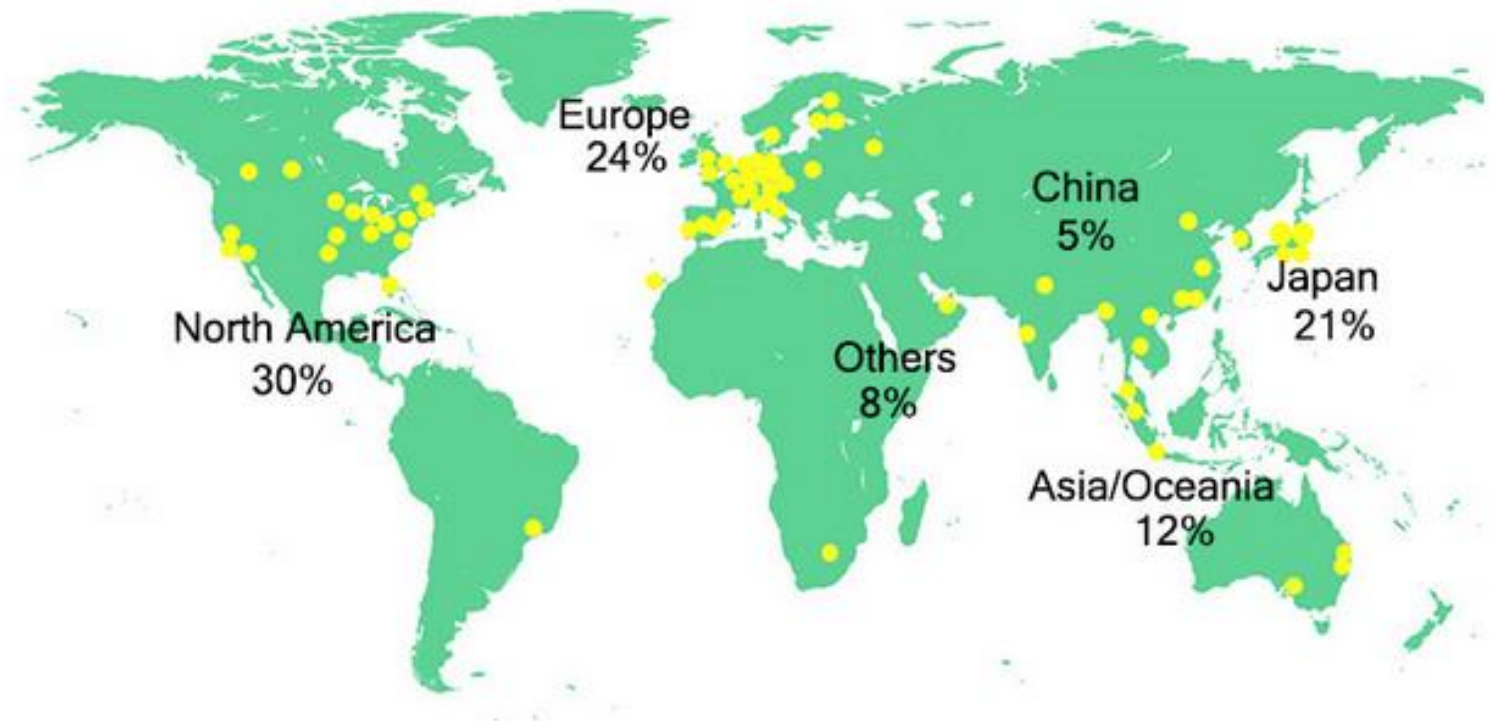 Europe
24%
China
5%
Japan
21%
North America
30%
Others
8%
Asia/Oceania
12%